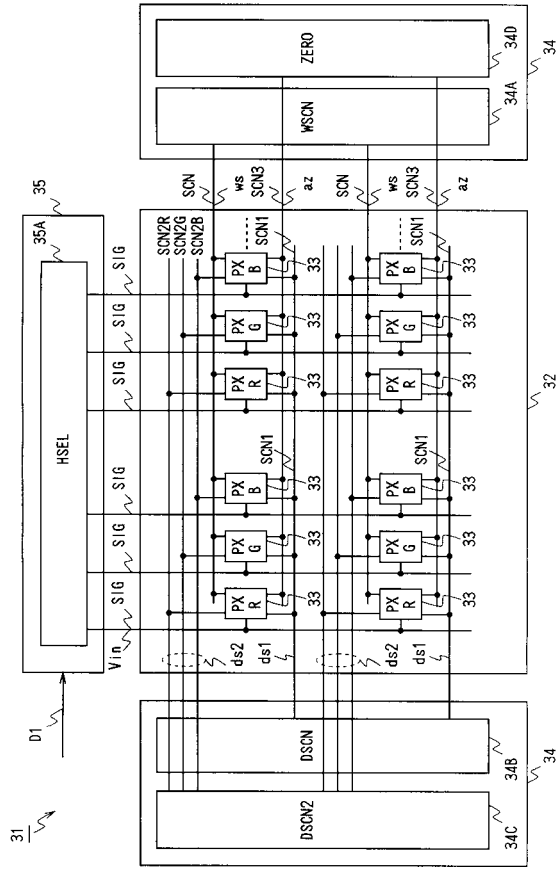 31
D1
35
35A
HSEL
Vin
SIG
SIG
SIG
SIG
SIG
SIG
SCN2R
SCN2G
SCN2B
SCN
ws
SCN3
az
PX R
33
PX G
33
PX B
33
SCN1
PX R
33
PX G
33
PX B
33
SCN1
ds2
ds1
SCN
ws
SCN3
az
PX R
33
PX G
33
PX B
33
PX R
33
PX G
33
PX B
33
SCN1
ds2
ds1
32
DSCN2
34C
DSCN
34B
34
WSCN
34A
ZERO
34D
34